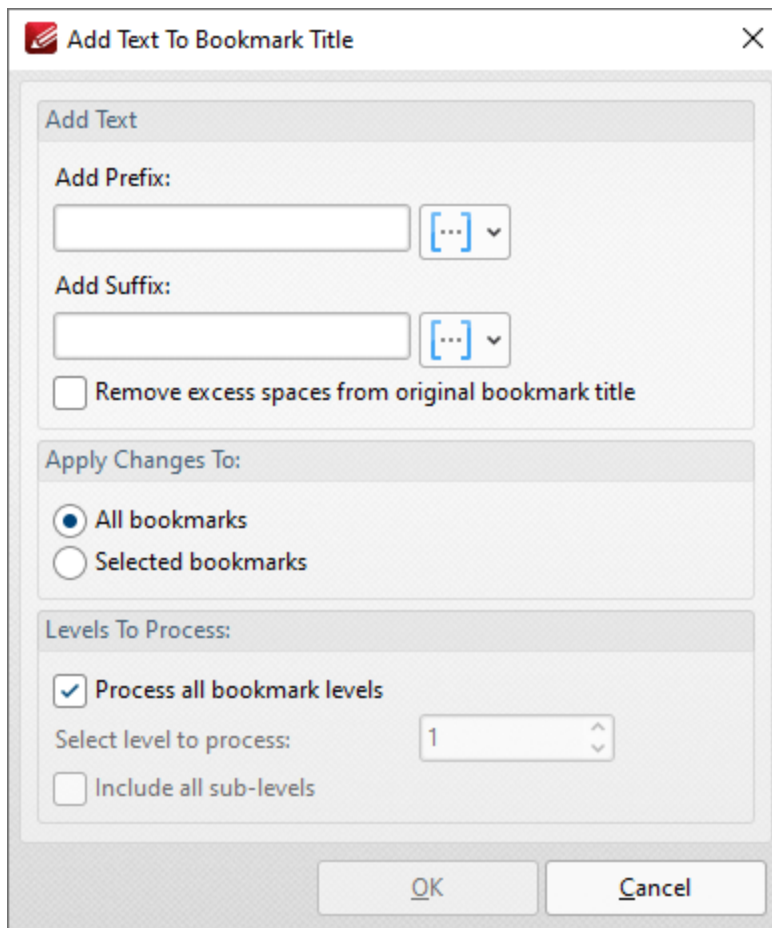 Add Text To Bookmark Title
Add Text
Add Prefix:
Add Suffix:
Remove excess spaces from original bookmark title
Apply Changes To:
All bookmarks
Selected bookmarks
Levels To Process:
Process all bookmark levels
Select level to process: 1
Include all sub-levels
OK Cancel